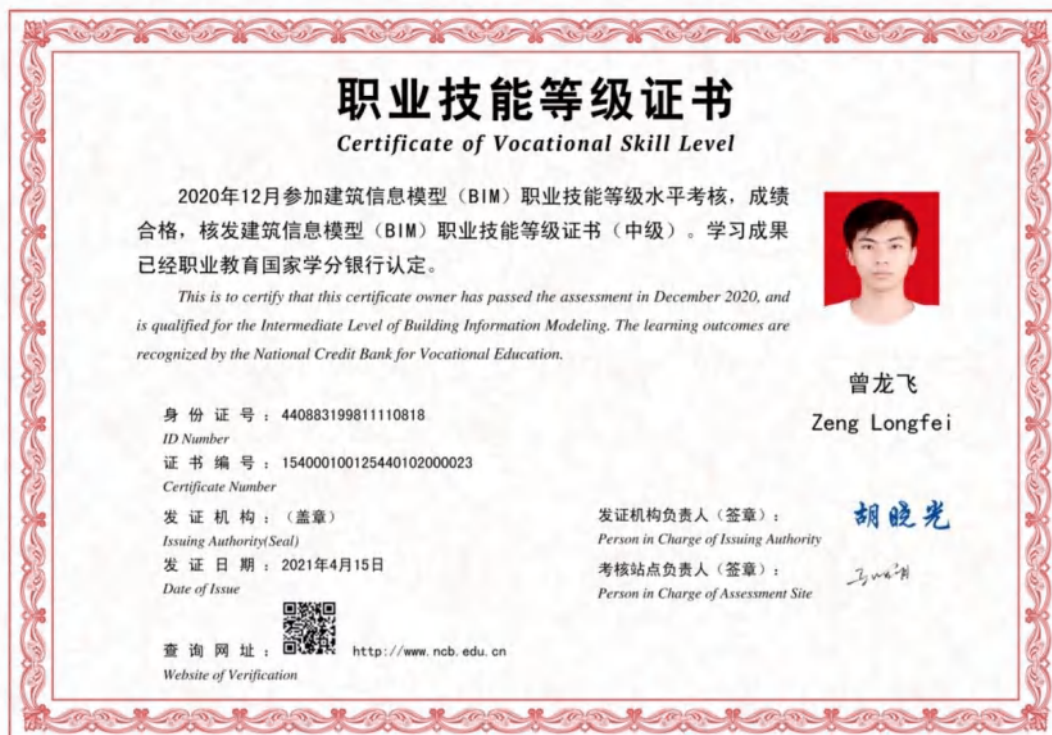 职业技能等级证书
Certificate of Vocational Skill Level
2020年12月参加建筑信息模型（BIM）职业技能等级水平考核，成绩
合格，核发建筑信息模型（BIM）职业技能等级证书（中级）。学习成果
已经职业教育国家学分银行认定。
This is to certify that this certificate owner has passed the assessment in December 2020, and
is qualified for the Intermediate Level of Building Information Modeling. The learning outcomes are
recognized by the National Credit Bank for Vocational Education.
曾龙飞
Zeng Longfei
身份证号：440883199811110818
ID Number
证书编号：154000100125440102000023
Certificate Number
发证机构：（盖章）
Issuing Authority(Seal)
发证日期：2021年4月15日
Date of Issue
发证机构负责人（签章）：胡晓光
Person in Charge of Issuing Authority
考核站点负责人（签章）：
Person in Charge of Assessment Site
查询网址：http://www.ncb.edu.cn
Website of Verification